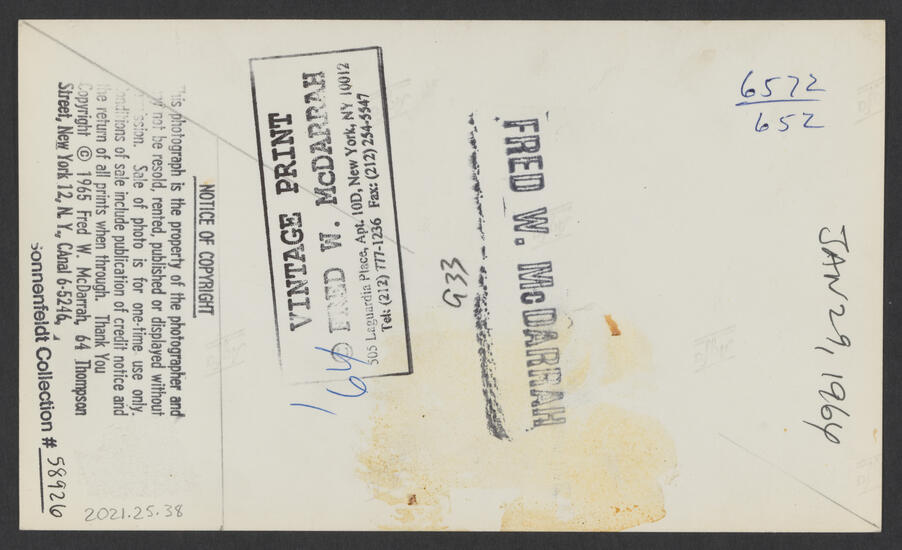 NOTICE OF COPYRIGHT
This photograph is the property of the photographer and
may not be resold, rented, published or displayed without
permission. Sale of photo is for one-time use only.
Conditions of sale include publication of credit notice and
the return of all prints when through. Thank You
Copyright © 1965 Fred W. McDarrah, 64 Thompson
Street, New York 12, N. Y., CAnal 6-5246,
Sonnenfeldt Collection # 58926
2021.25.38
VINTAGE PRINT
© FRED W. McDARRAH
505 Laguardia Place, Apt. 10D, New York, NY 10012
Tel: (212) 777-1236 Fax: (212) 254-5547
'64
G33
FRED W. McDARRAH
6572
652
JAN 29, 1964